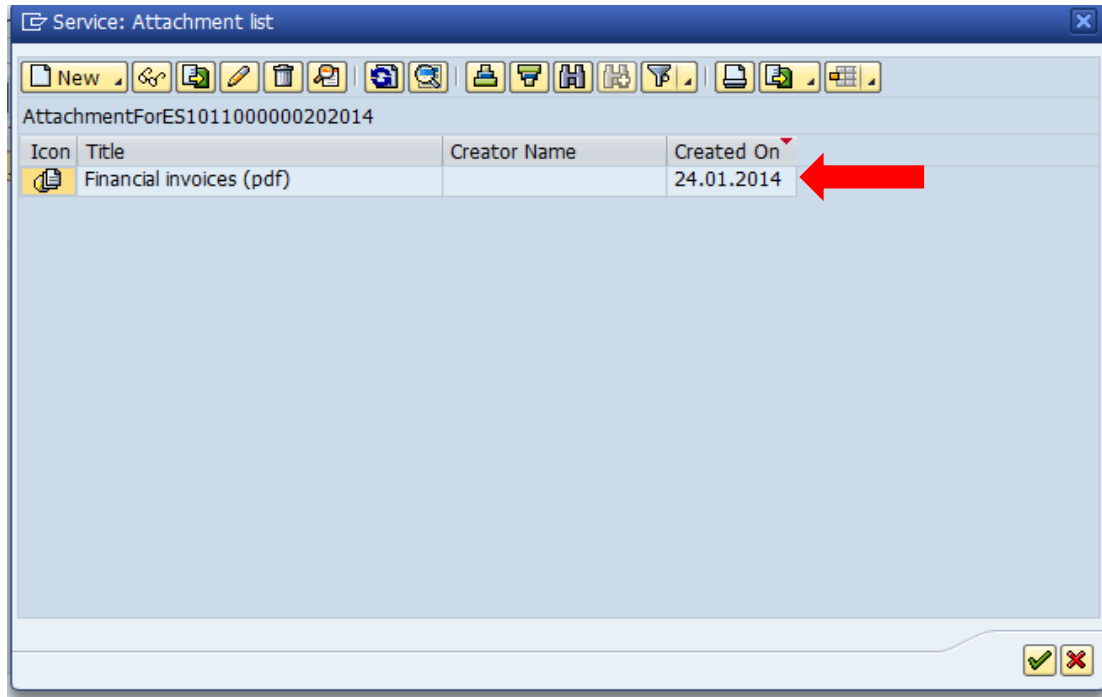 Service: Attachment list
New
AttachmentForES1011000000202014
Icon Title Creator Name Created On
Financial invoices (pdf) 24.01.2014